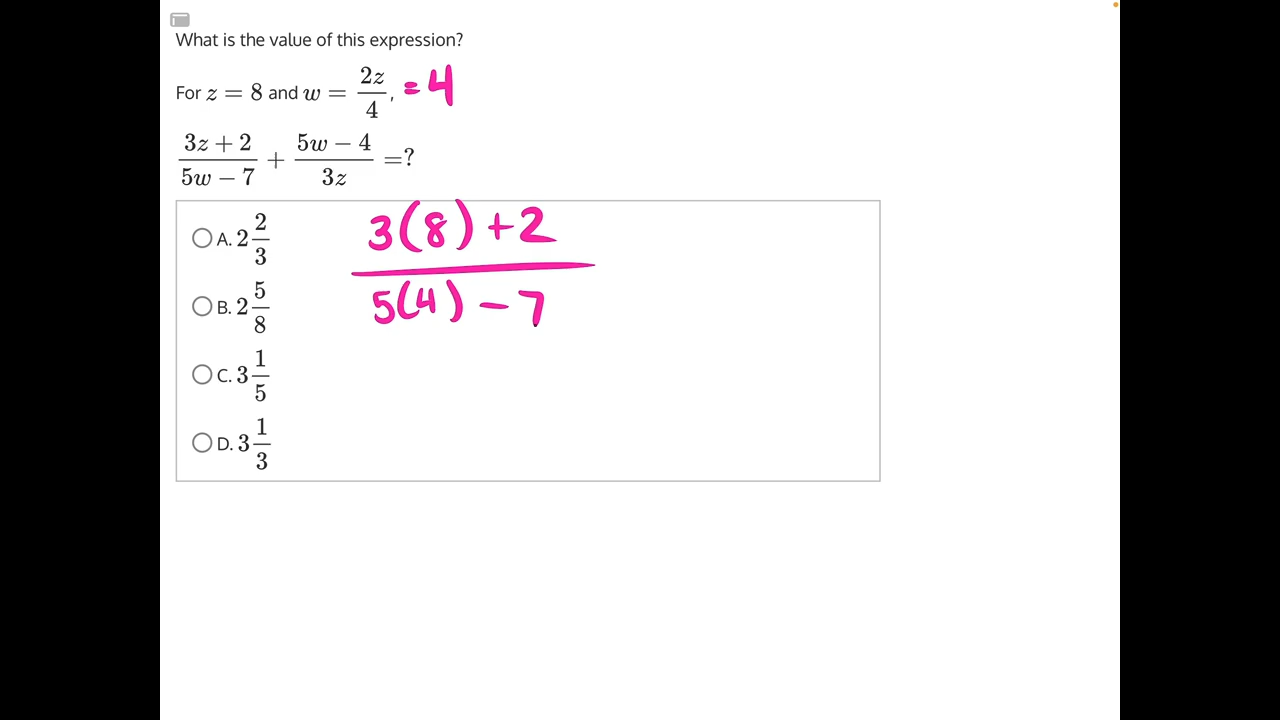 What is the value of this expression?
For z = 8 and w = 2z/4, = 4
(3z + 2)/(5w − 7) + (5w − 4)/(3z) =?
A. 2 2/3
B. 2 5/8
C. 3 1/5
D. 3 1/3
3(8) + 2
5(4) − 7